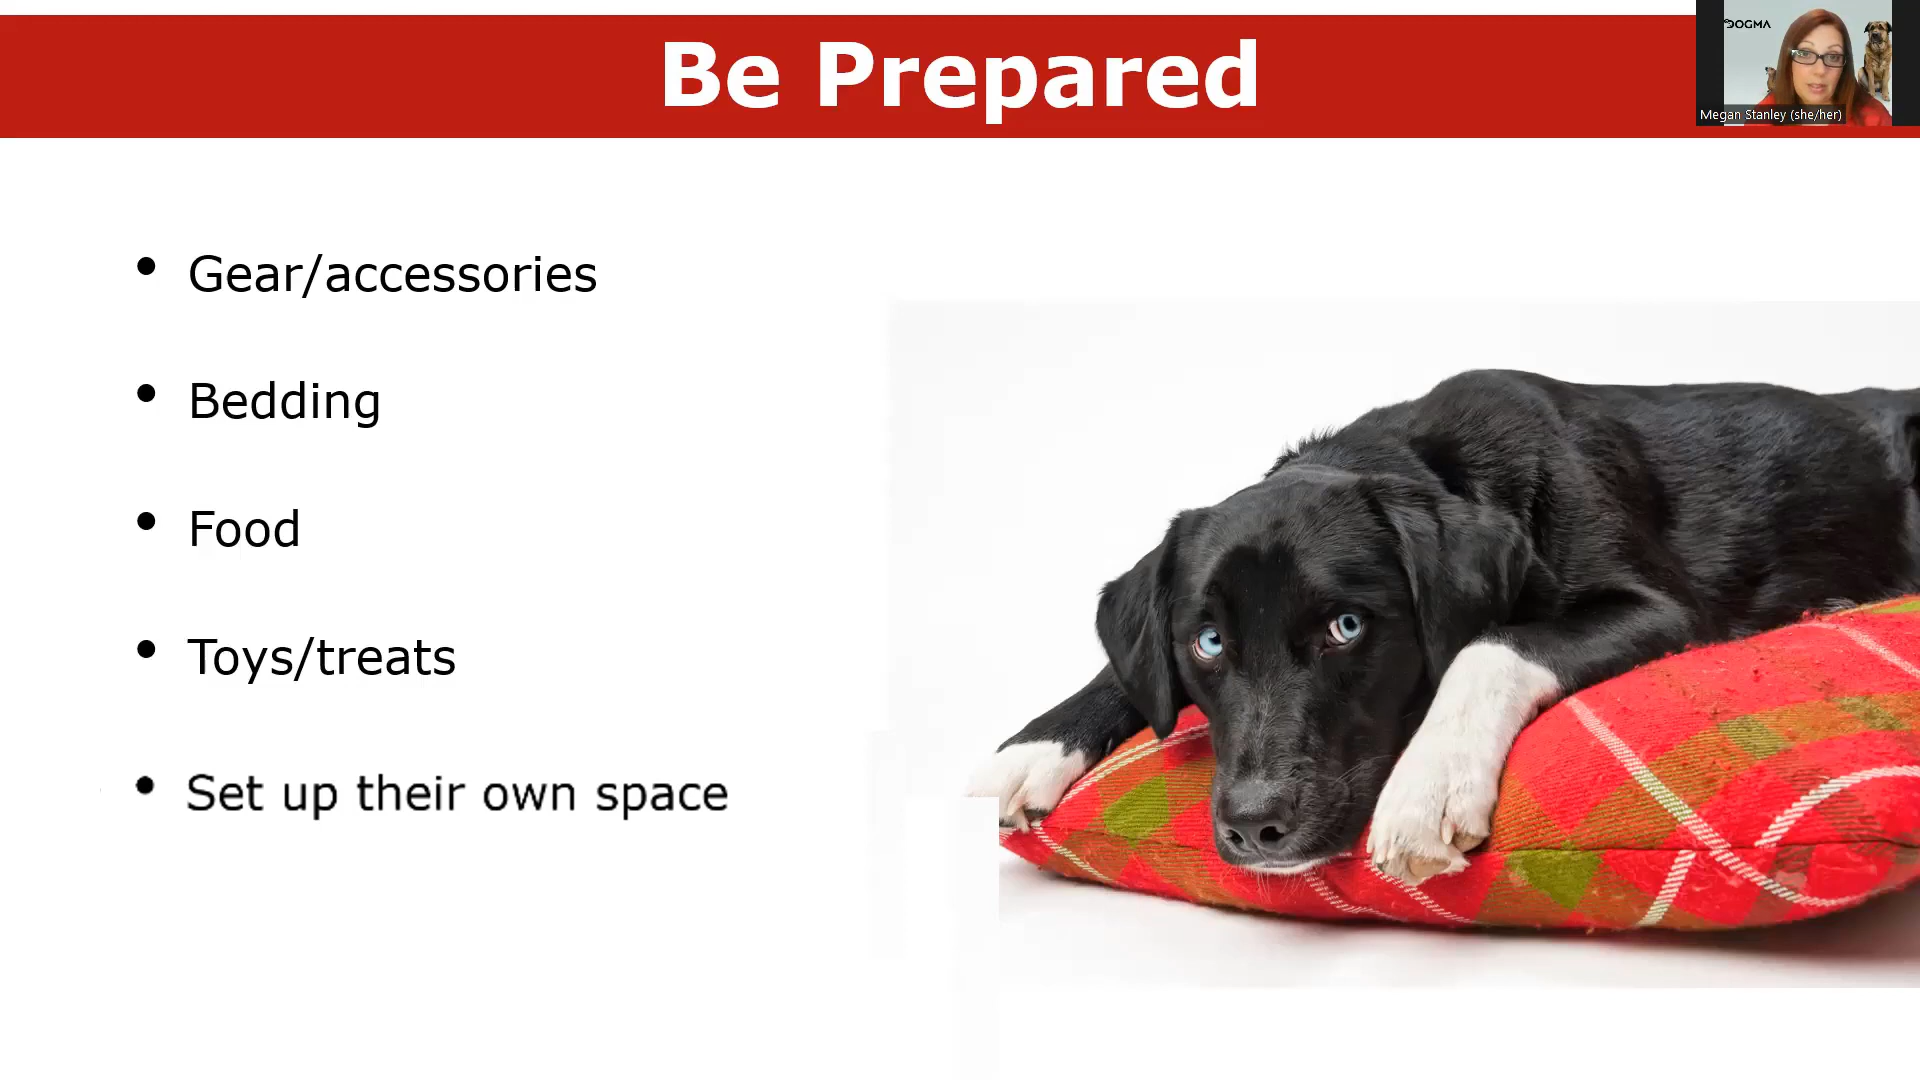 Be Prepared
DOGMA
Megan Stanley (she/her)
• Gear/accessories
• Bedding
• Food
• Toys/treats
• Set up their own space